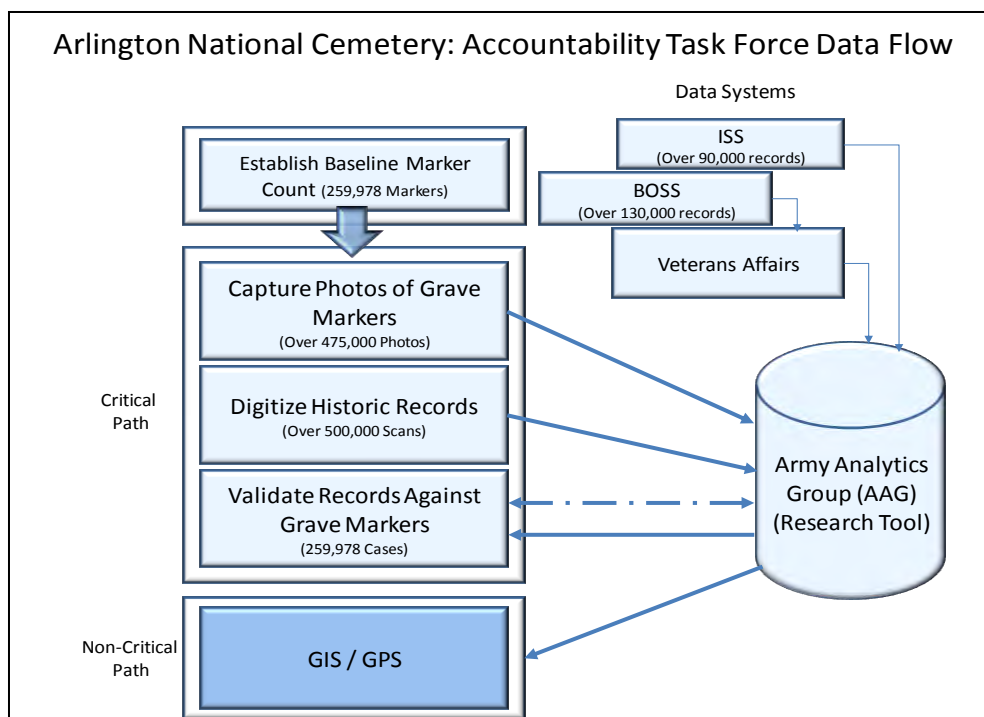 Arlington National Cemetery: Accountability Task Force Data Flow
Data Systems
ISS
(Over 90,000 records)
BOSS
(Over 130,000 records)
Veterans Affairs
Establish Baseline Marker
Count (259,978 Markers)
Capture Photos of Grave
Markers
(Over 475,000 Photos)
Critical
Path
Digitize Historic Records
(Over 500,000 Scans)
Validate Records Against
Grave Markers
(259,978 Cases)
Army Analytics
Group (AAG)
(Research Tool)
Non-Critical
Path
GIS / GPS